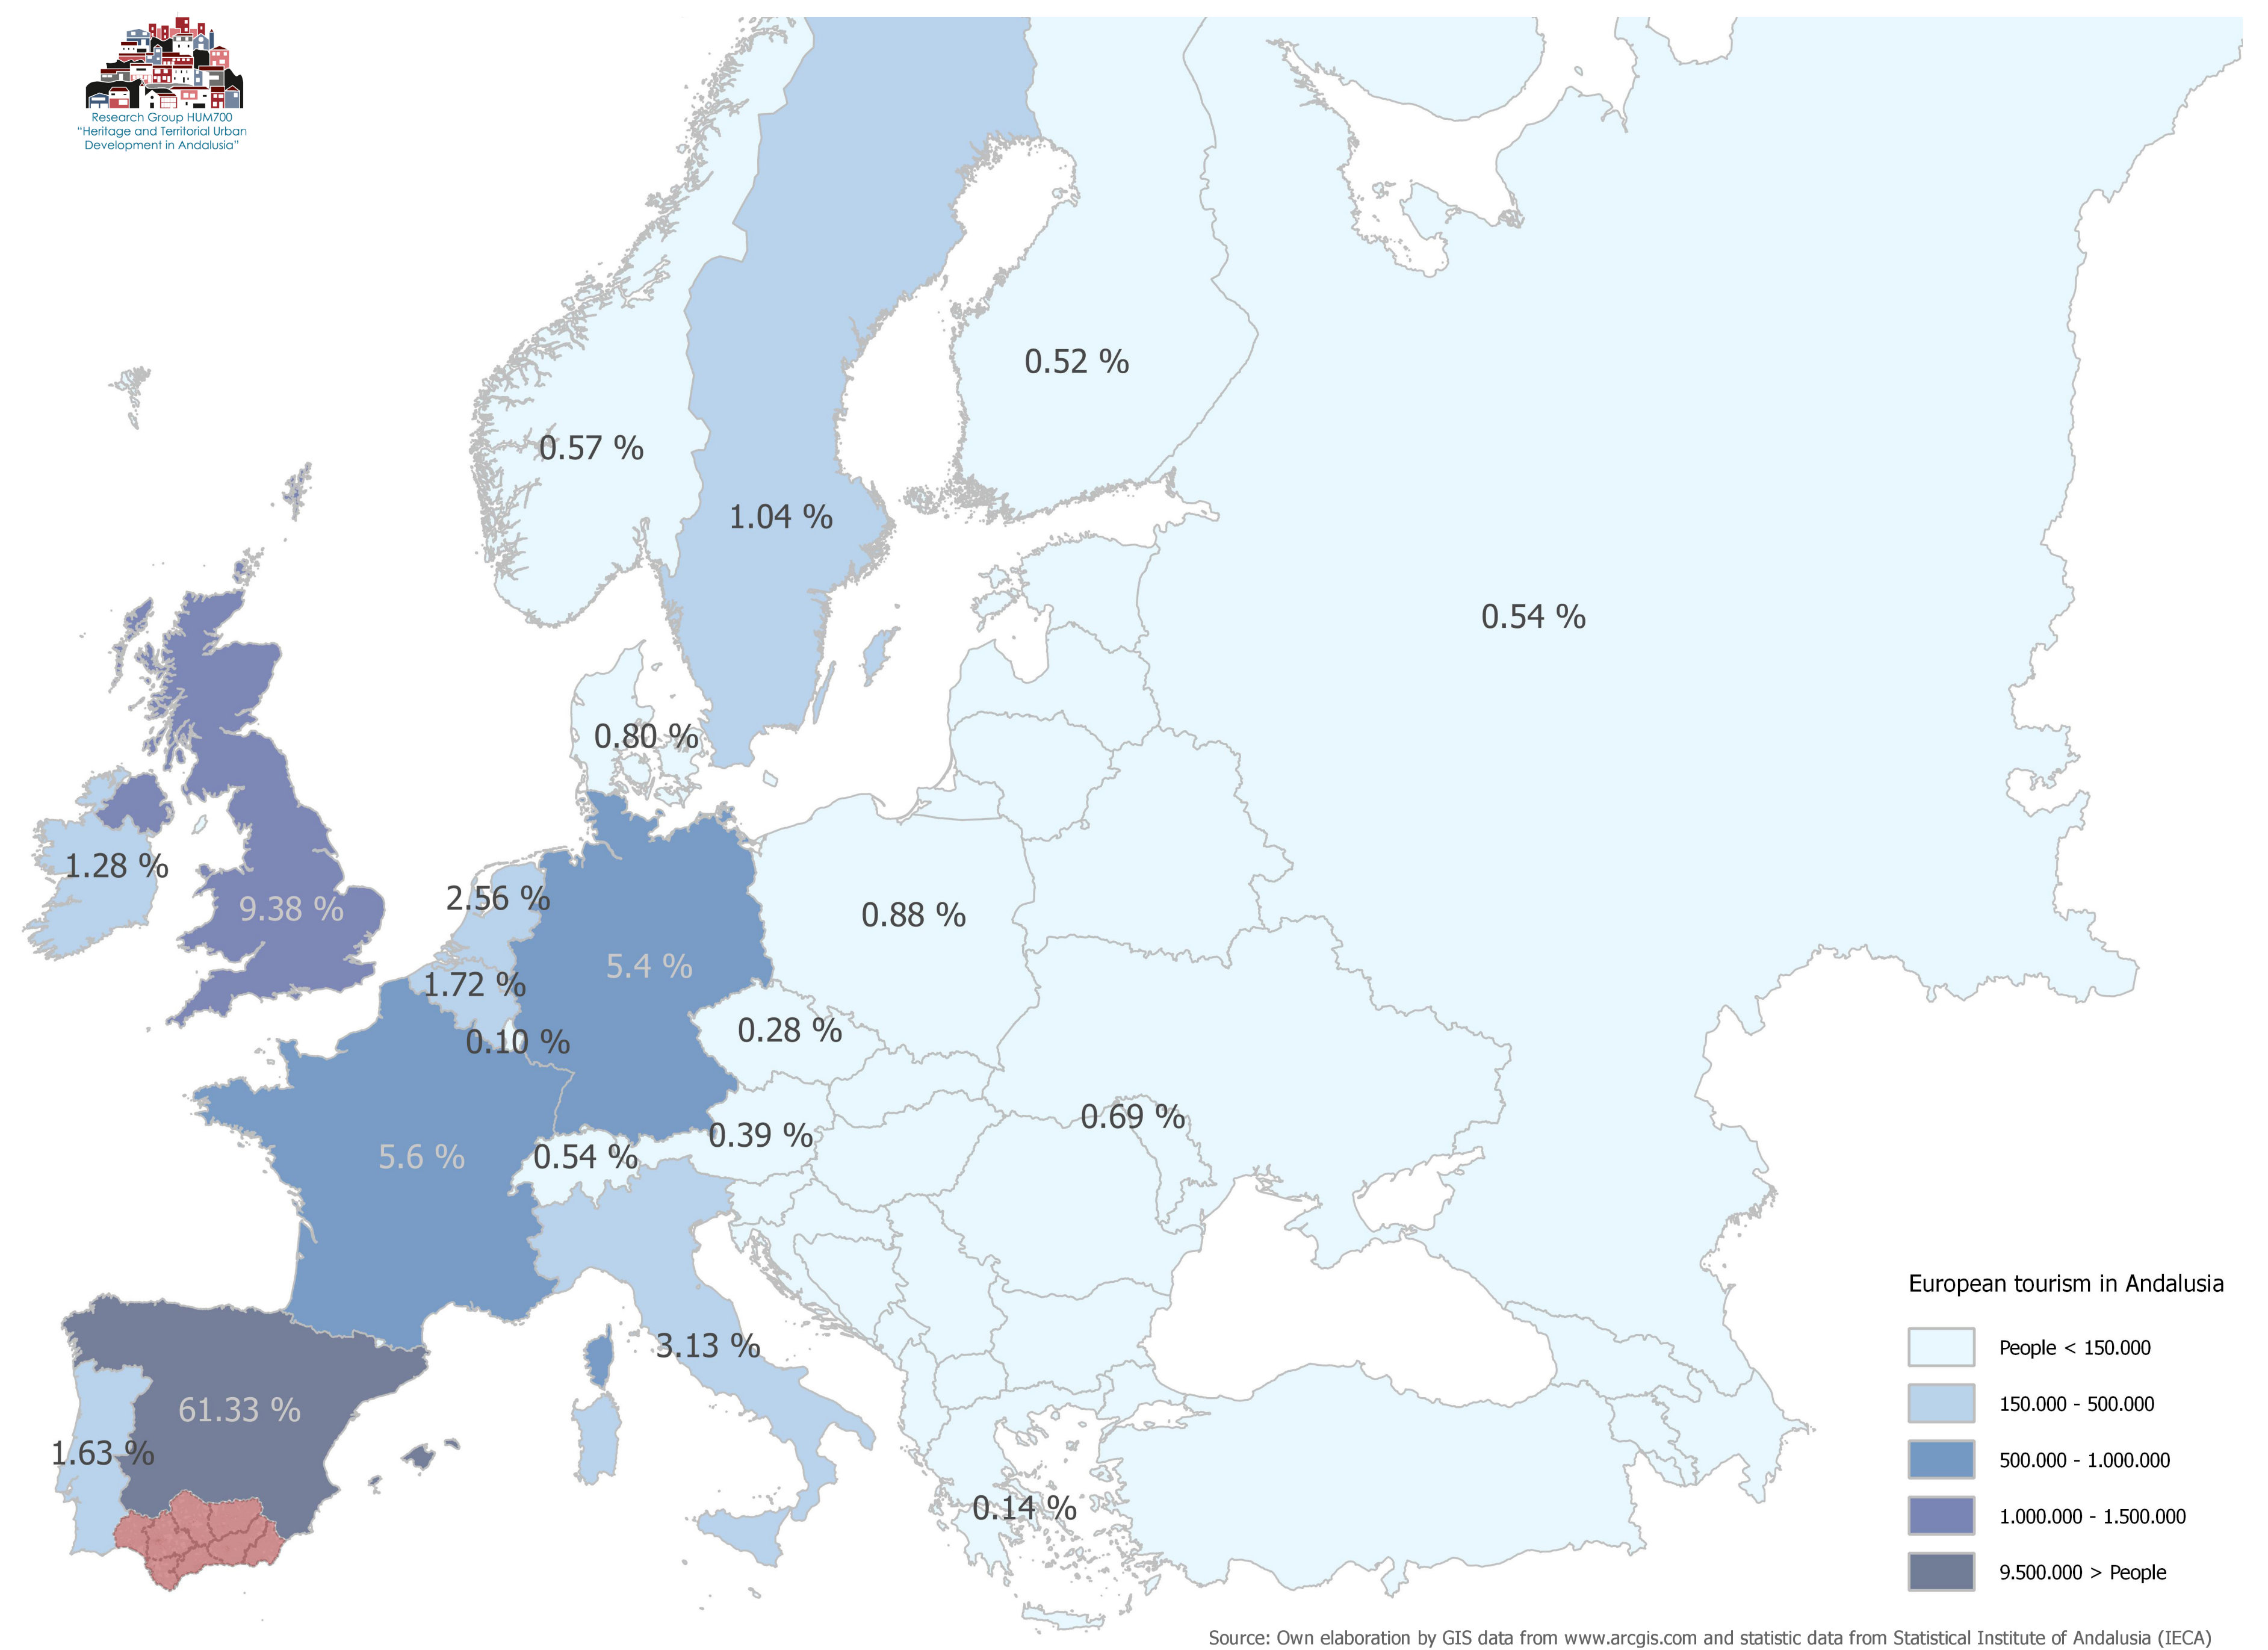 Research Group HUM700
“Heritage and Territorial Urban
Development in Andalusia”
0.52 %
0.57 %
1.04 %
0.54 %
0.80 %
1.28 %
2.56 %
9.38 %
0.88 %
5.4 %
1.72 %
0.28 %
0.10 %
0.69 %
0.39 %
5.6 %
0.54 %
3.13 %
61.33 %
1.63 %
0.14 %
European tourism in Andalusia
People < 150.000
150.000 - 500.000
500.000 - 1.000.000
1.000.000 - 1.500.000
9.500.000 > People
Source: Own elaboration by GIS data from www.arcgis.com and statistic data from Statistical Institute of Andalusia (IECA)